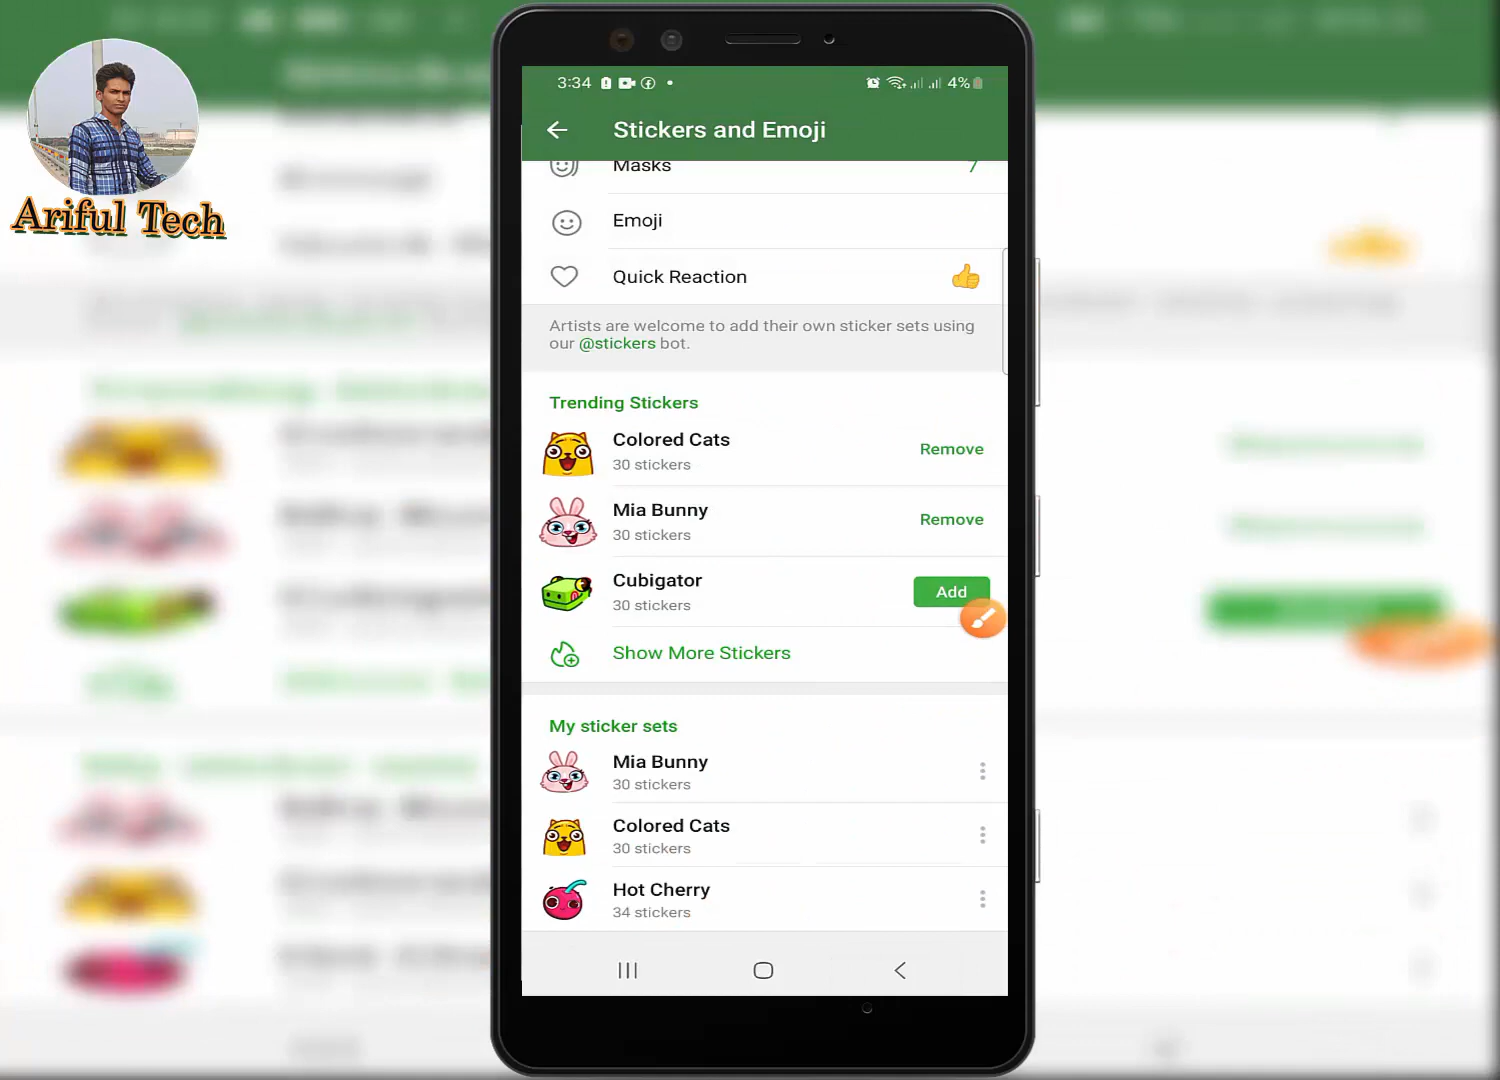 Ariful Tech
3:34
4%
Stickers and Emoji
Masks 7
Emoji
Quick Reaction
Artists are welcome to add their own sticker sets using
our @stickers bot.
Trending Stickers
Colored Cats
30 stickers
Remove
Mia Bunny
30 stickers
Remove
Cubigator
30 stickers
Add
Show More Stickers
My sticker sets
Mia Bunny
30 stickers
Colored Cats
30 stickers
Hot Cherry
34 stickers